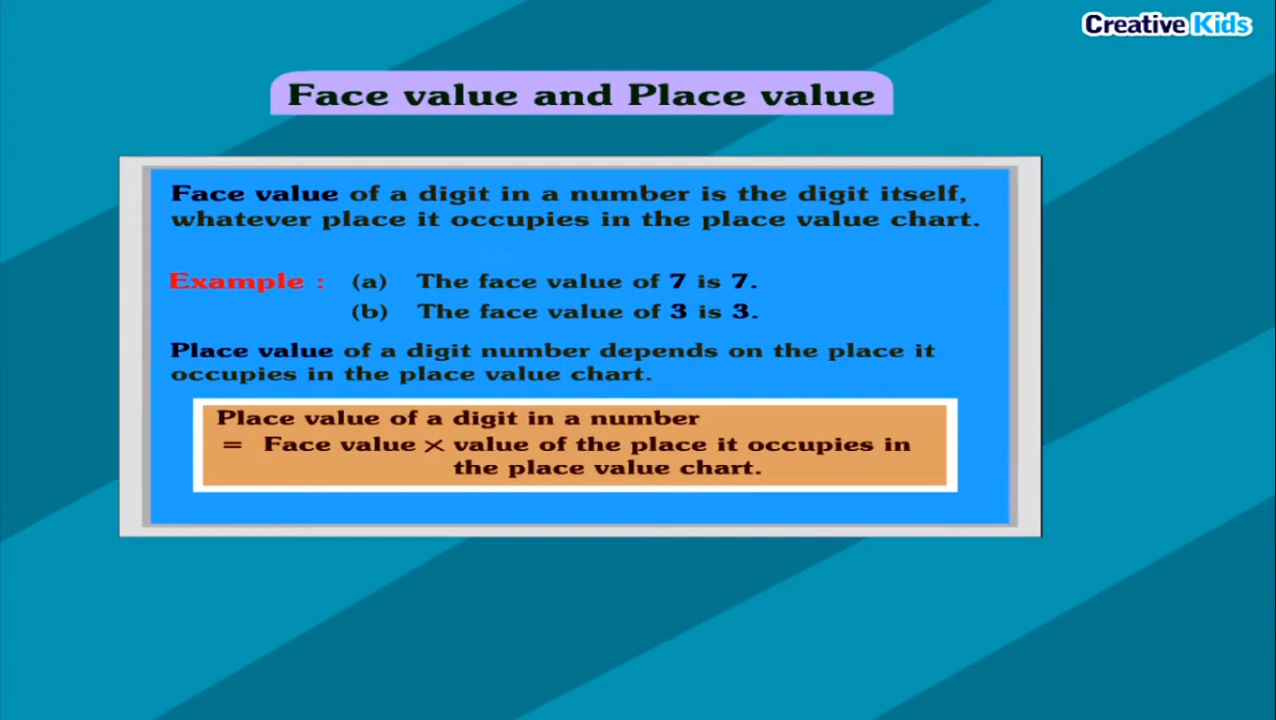 Creative Kids
Face value and Place value
Face value of a digit in a number is the digit itself,
whatever place it occupies in the place value chart.
Example : (a) The face value of 7 is 7.
(b) The face value of 3 is 3.
Place value of a digit number depends on the place it
occupies in the place value chart.
Place value of a digit in a number
= Face value × value of the place it occupies in
the place value chart.